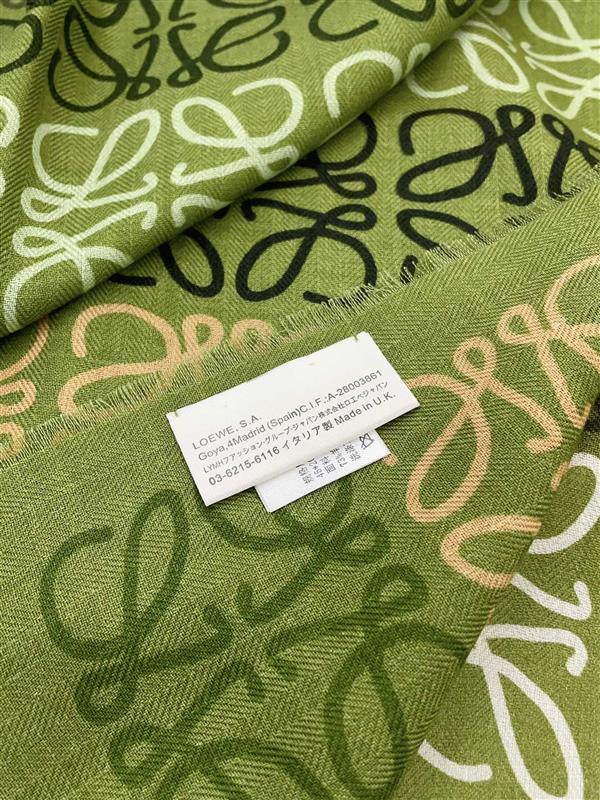 LOEWE, S.A.
Goya.4Madrid (Spain)C.I.F.:A-28003861
LYMHファアッション・グループ・ジャパン株式会社ロエベジャパン
03-6215-6116 イタリア製 Made in U.K.